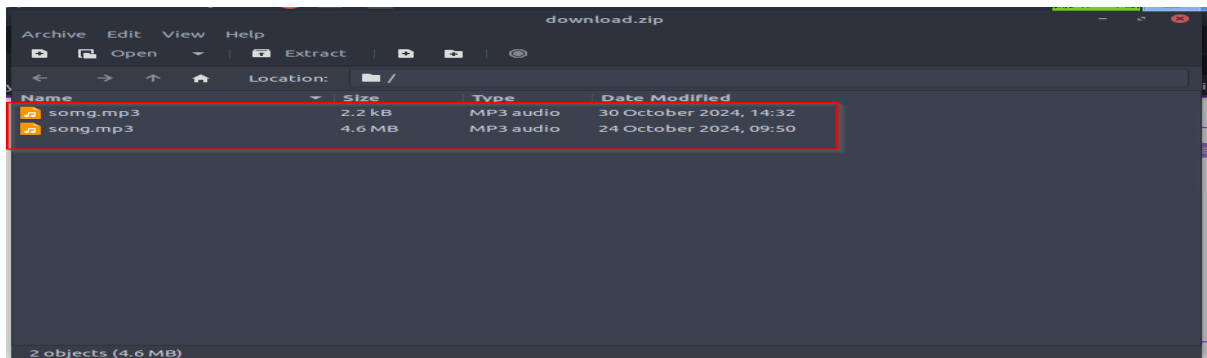 download.zip
Archive Edit View Help
Open Extract
Location: /
Name Size Type Date Modified
somg.mp3 2.2 kB MP3 audio 30 October 2024, 14:32
song.mp3 4.6 MB MP3 audio 24 October 2024, 09:50
2 objects (4.6 MB)